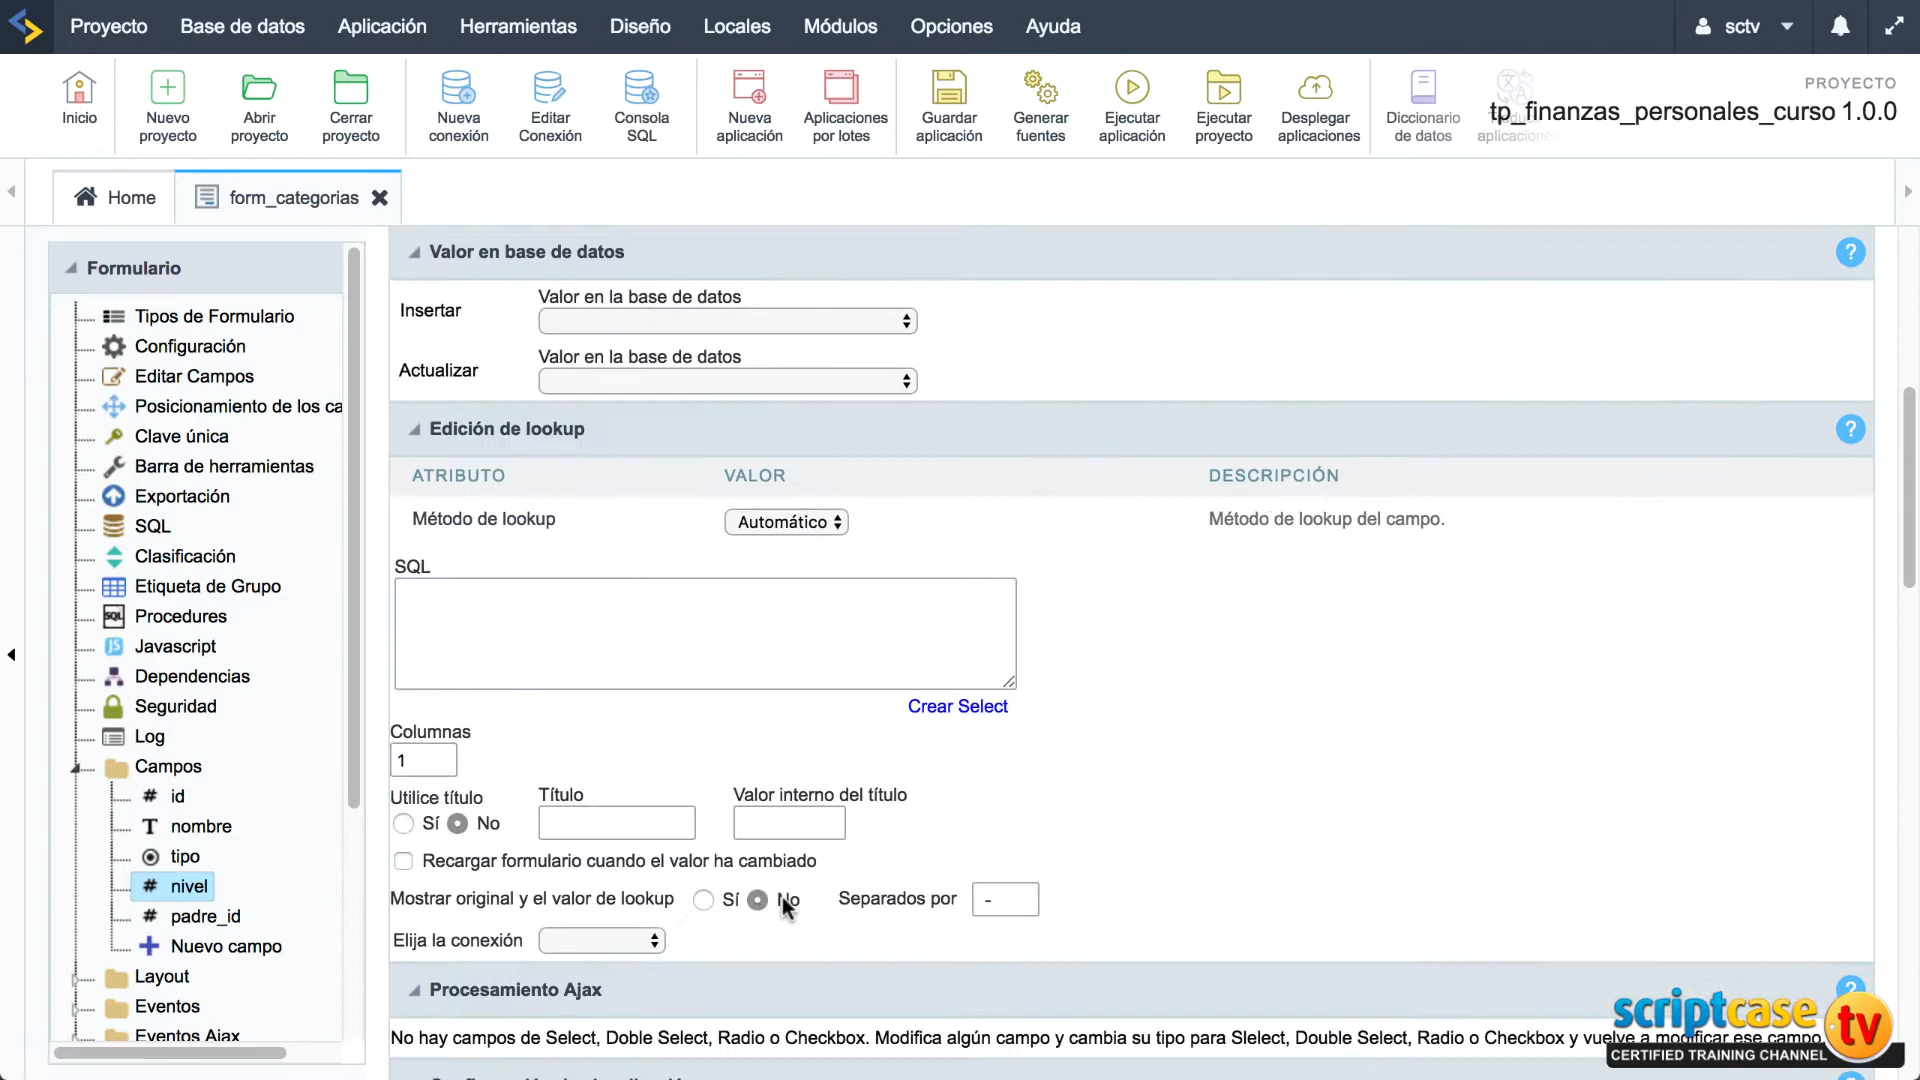 Proyecto Base de datos Aplicación Herramientas Diseño Locales Módulos Opciones Ayuda sctv
Inicio
Nuevo proyecto
Abrir proyecto
Cerrar proyecto
Nueva conexión
Editar Conexión
Consola SQL
Nueva aplicación
Aplicaciones por lotes
Guardar aplicación
Generar fuentes
Ejecutar aplicación
Ejecutar proyecto
Desplegar aplicaciones
Diccionario de datos
PROYECTO
tp_finanzas_personales_curso 1.0.0
Home form_categorias
Formulario
Tipos de Formulario
Configuración
Editar Campos
Posicionamiento de los ca
Clave única
Barra de herramientas
Exportación
SQL
Clasificación
Etiqueta de Grupo
Procedures
Javascript
Dependencias
Seguridad
Log
Campos
id
nombre
tipo
nivel
padre_id
Nuevo campo
Layout
Eventos
Eventos Ajax
Valor en base de datos ?
Insertar
Valor en la base de datos
Actualizar
Valor en la base de datos
Edición de lookup ?
ATRIBUTO VALOR DESCRIPCIÓN
Método de lookup Automático Método de lookup del campo.
SQL
Crear Select
Columnas
1
Utilice título Título Valor interno del título
Sí No
Recargar formulario cuando el valor ha cambiado
Mostrar original y el valor de lookup Sí No Separados por -
Elija la conexión
Procesamiento Ajax ?
No hay campos de Select, Doble Select, Radio o Checkbox. Modifica algún campo y cambia su tipo para Slelect, Double Select, Radio o Checkbox y vuelve a modificar ese campo
scriptcase tv
CERTIFIED TRAINING CHANNEL